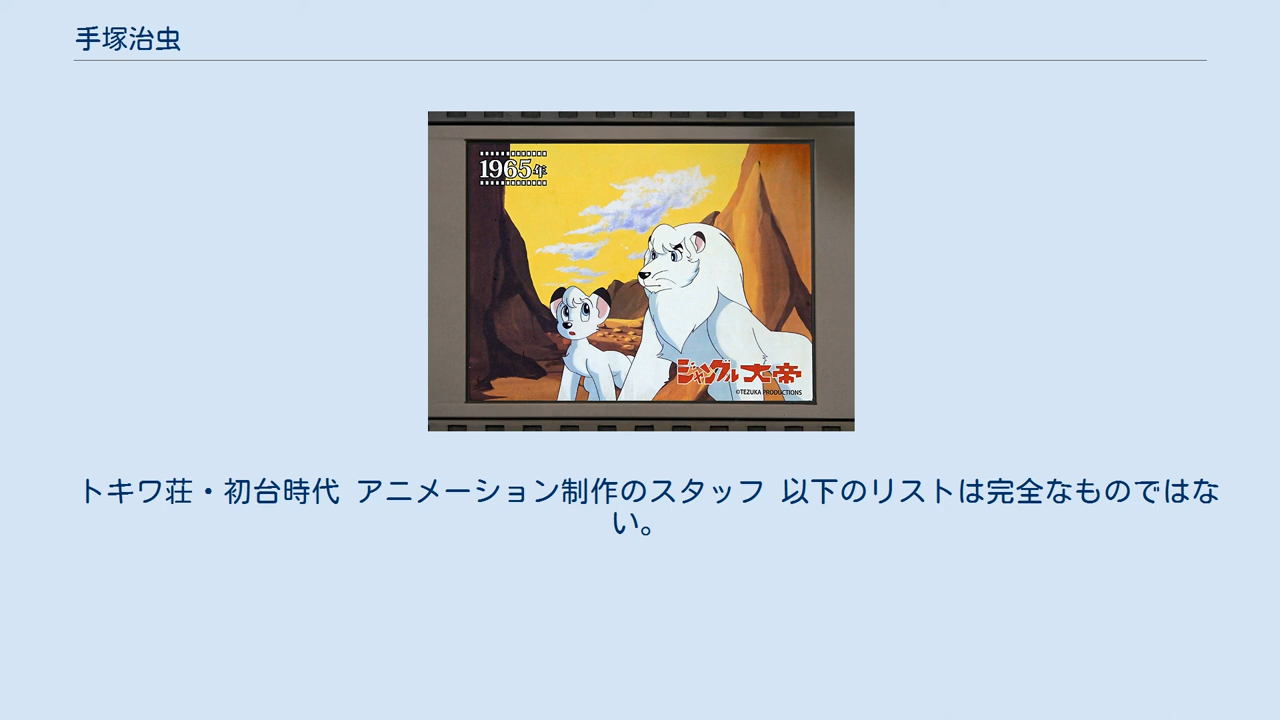 手塚治虫
1965年
ジャングル大帝
©TEZUKA PRODUCTIONS
トキワ荘・初台時代 アニメーション制作のスタッフ 以下のリストは完全なものではな
い。